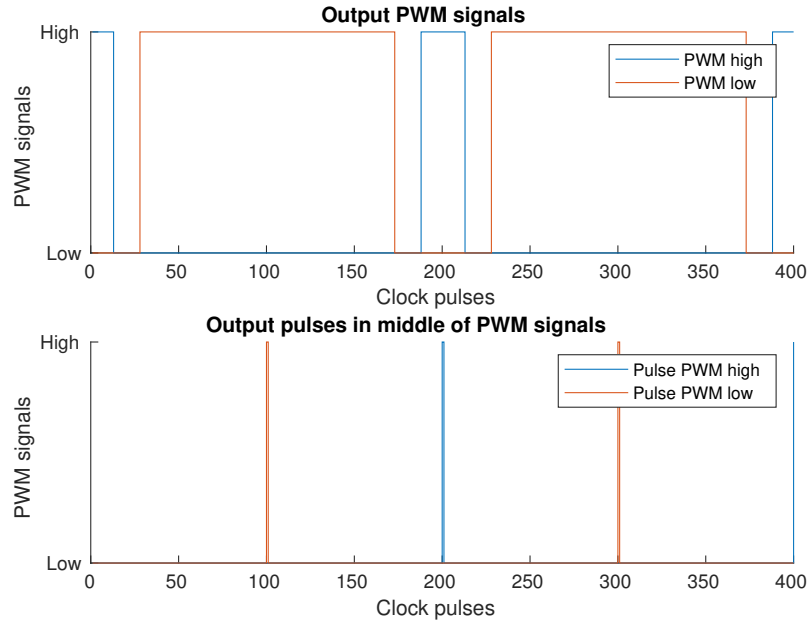 Output PWM signals
High
PWM high
PWM low
PWM signals
Low
0 50 100 150 200 250 300 350 400
Clock pulses
Output pulses in middle of PWM signals
High
Pulse PWM high
Pulse PWM low
PWM signals
Low
0 50 100 150 200 250 300 350 400
Clock pulses